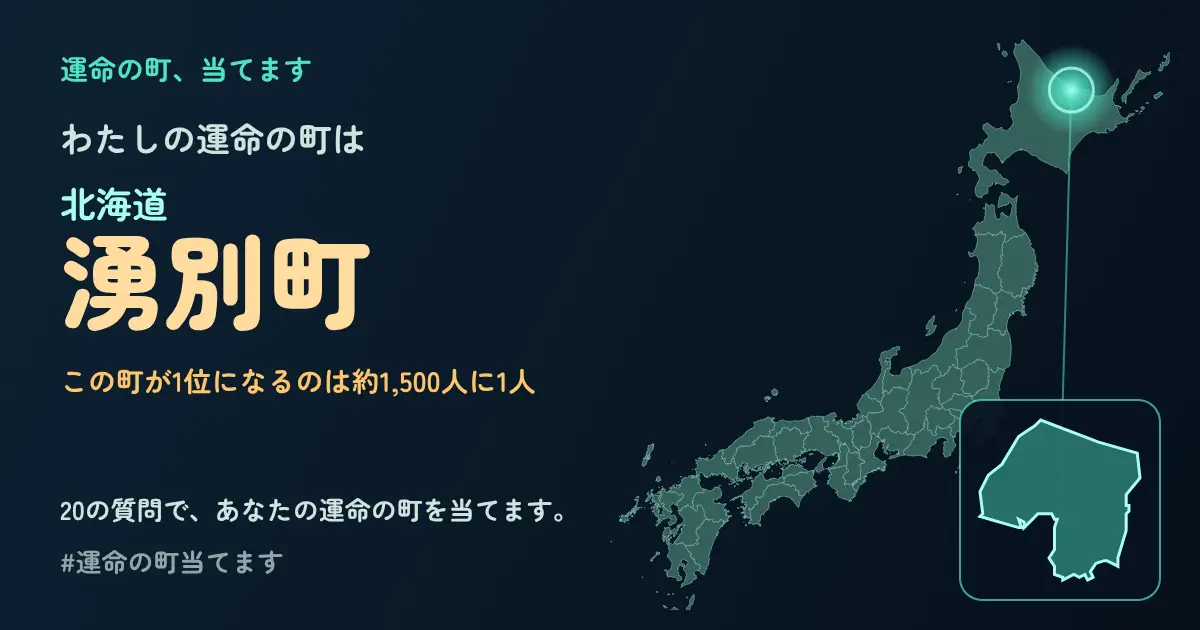 運命の町、当てます
わたしの運命の町は
北海道
湧別町
この町が1位になるのは約1,500人に1人
20の質問で、あなたの運命の町を当てます。
#運命の町当てます